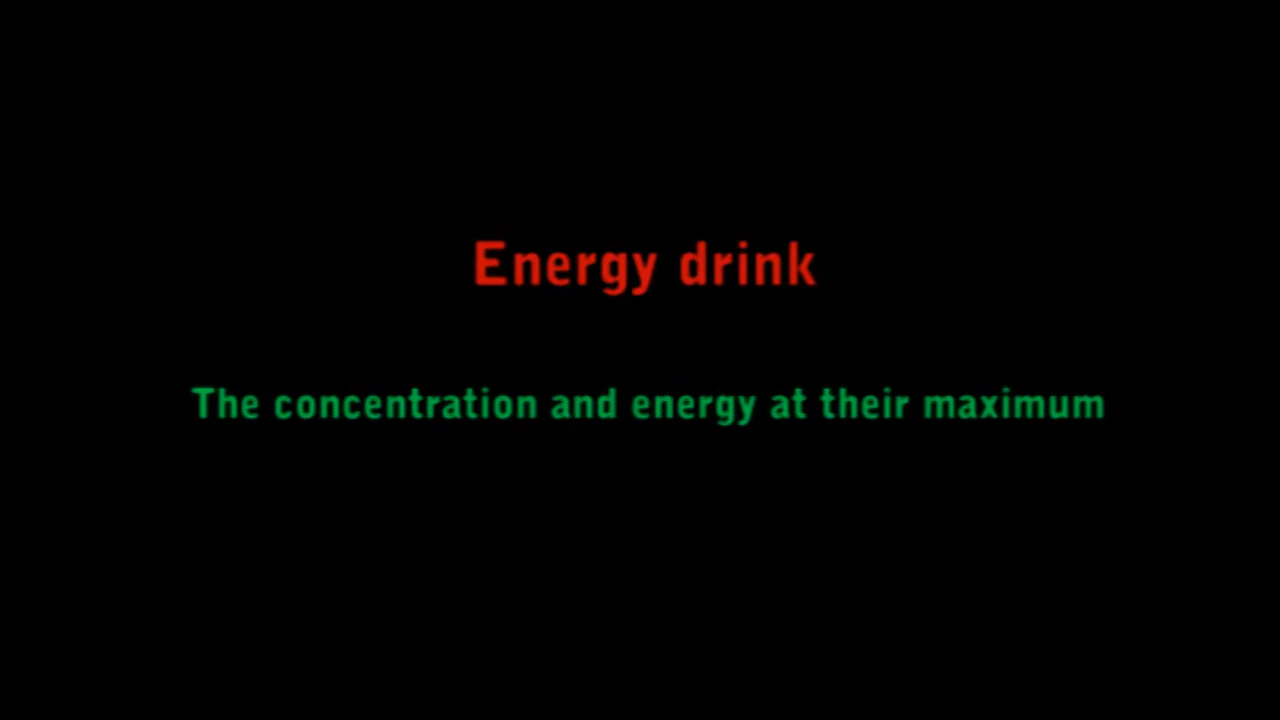 Energy drink
The concentration and energy at their maximum